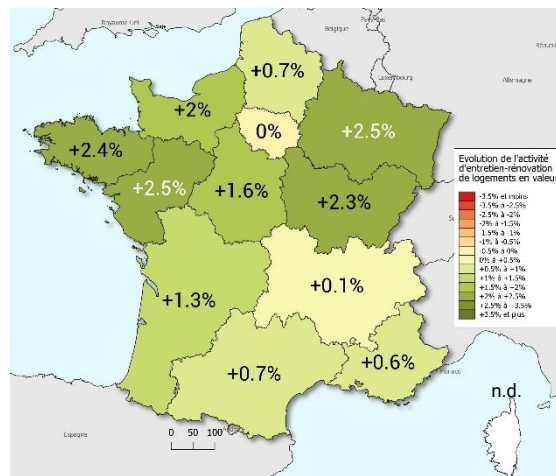 Royaume-Uni
Belgique
Luxembourg
Allemagne
+0.7%
+2%
0%
+2.5%
+2.4%
+2.5%
+1.6%
+2.3%
+1.3%
+0.1%
+0.7%
+0.6%
Monaco
n.d.
Espagne
0 50 100
Evolution de l'activité
d'entretien-rénovation
de logements en valeur
-3.5% et moins
-3.5% à -2.5%
-2.5% à -2%
-2% à -1.5%
-1.5% à -1%
-1% à -0.5%
-0.5% à 0%
0% à +0.5%
+0.5% à +1%
+1% à +1.5%
+1.5% à +2%
+2% à +2.5%
+2.5% à +3.5%
+3.5% et plus